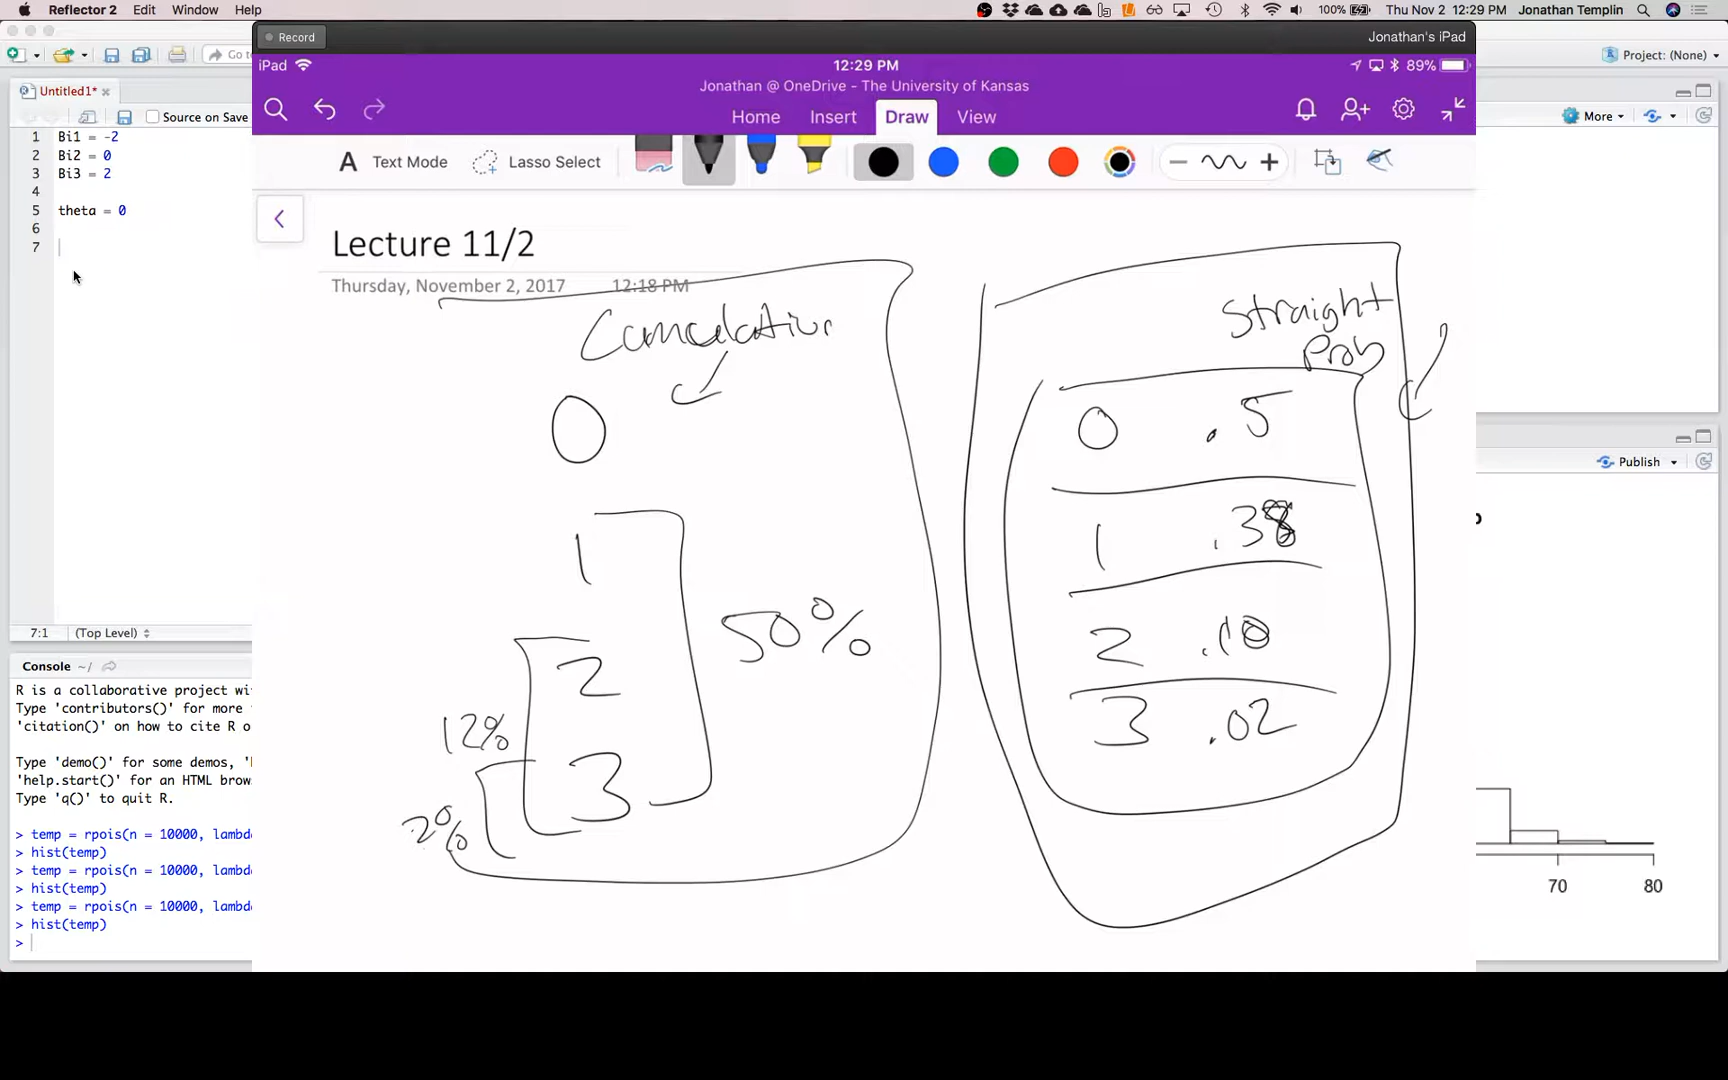 Reflector 2 Edit Window Help 100% Thu Nov 2 12:29 PM Jonathan Templin
Record Jonathan's iPad
iPad 12:29 PM 89%
Jonathan @ OneDrive - The University of Kansas
Home Insert Draw View
A Text Mode Lasso Select
Go to
Project: (None)
Untitled1*
Source on Save
More
1 Bi1 = -2
2 Bi2 = 0
3 Bi3 = 2
4
5 theta = 0
6
7
7:1 (Top Level)
Console ~/
R is a collaborative project wi
Type 'contributors()' for more
'citation()' on how to cite R o
Type 'demo()' for some demos, '
'help.start()' for an HTML brow
Type 'q()' to quit R.
> temp = rpois(n = 10000, lambd
> hist(temp)
> temp = rpois(n = 10000, lambd
> hist(temp)
> temp = rpois(n = 10000, lambd
> hist(temp)
>
Lecture 11/2
Thursday, November 2, 2017 12:18 PM
0
1
2
3
50%
12%
2%
Straight
Prob
0 .5
1 .38
2 .10
3 .02
Publish
70 80